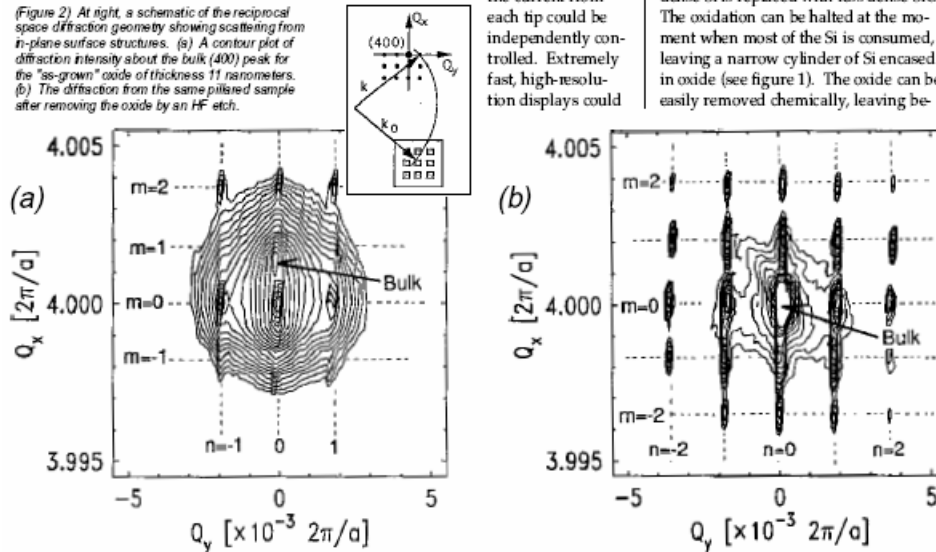 (Figure 2) At right, a schematic of the reciprocal
space diffraction geometry showing scattering from
in-plane surface structures. (a) A contour plot of
diffraction intensity about the bulk (400) peak for
the "as-grown" oxide of thickness 11 nanometers.
(b) The diffraction from the same pillared sample
after removing the oxide by an HF etch.
Qx
(400)
Qy
k
k0
each tip could be
independently con-
trolled. Extremely
fast, high-resolu-
tion displays could
The oxidation can be halted at the mo-
ment when most of the Si is consumed,
leaving a narrow cylinder of Si encased
in oxide (see figure 1). The oxide can be
easily removed chemically, leaving be-
(a)
4.005
4.000
3.995
Qx [2π/a]
m=2
m=1
m=0
m=-1
Bulk
n=-1 0 1
-5 0 5
Qy [×10⁻³ 2π/a]
(b)
4.005
4.000
3.995
Qx [2π/a]
m=2
m=0
m=-2
Bulk
n=-2 n=0 n=2
-5 0 5
Qy [×10⁻³ 2π/a]